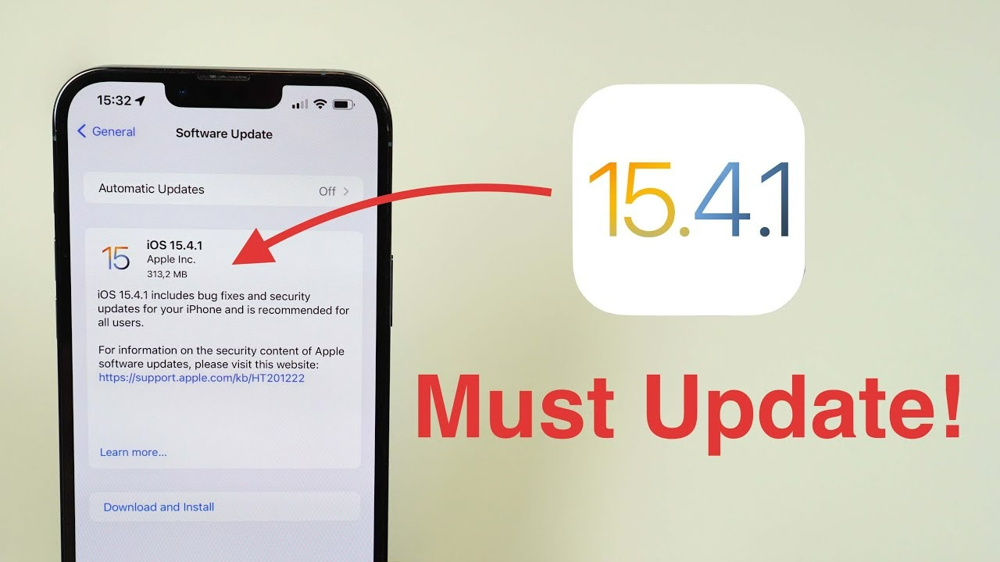 15:32
General
Software Update
Automatic Updates
Off
15
iOS 15.4.1
Apple Inc.
313,2 MB
iOS 15.4.1 includes bug fixes and security
updates for your iPhone and is recommended for
all users.
For information on the security content of Apple
software updates, please visit this website:
https://support.apple.com/kb/HT201222
Learn more...
Download and Install
15.4.1
Must Update!